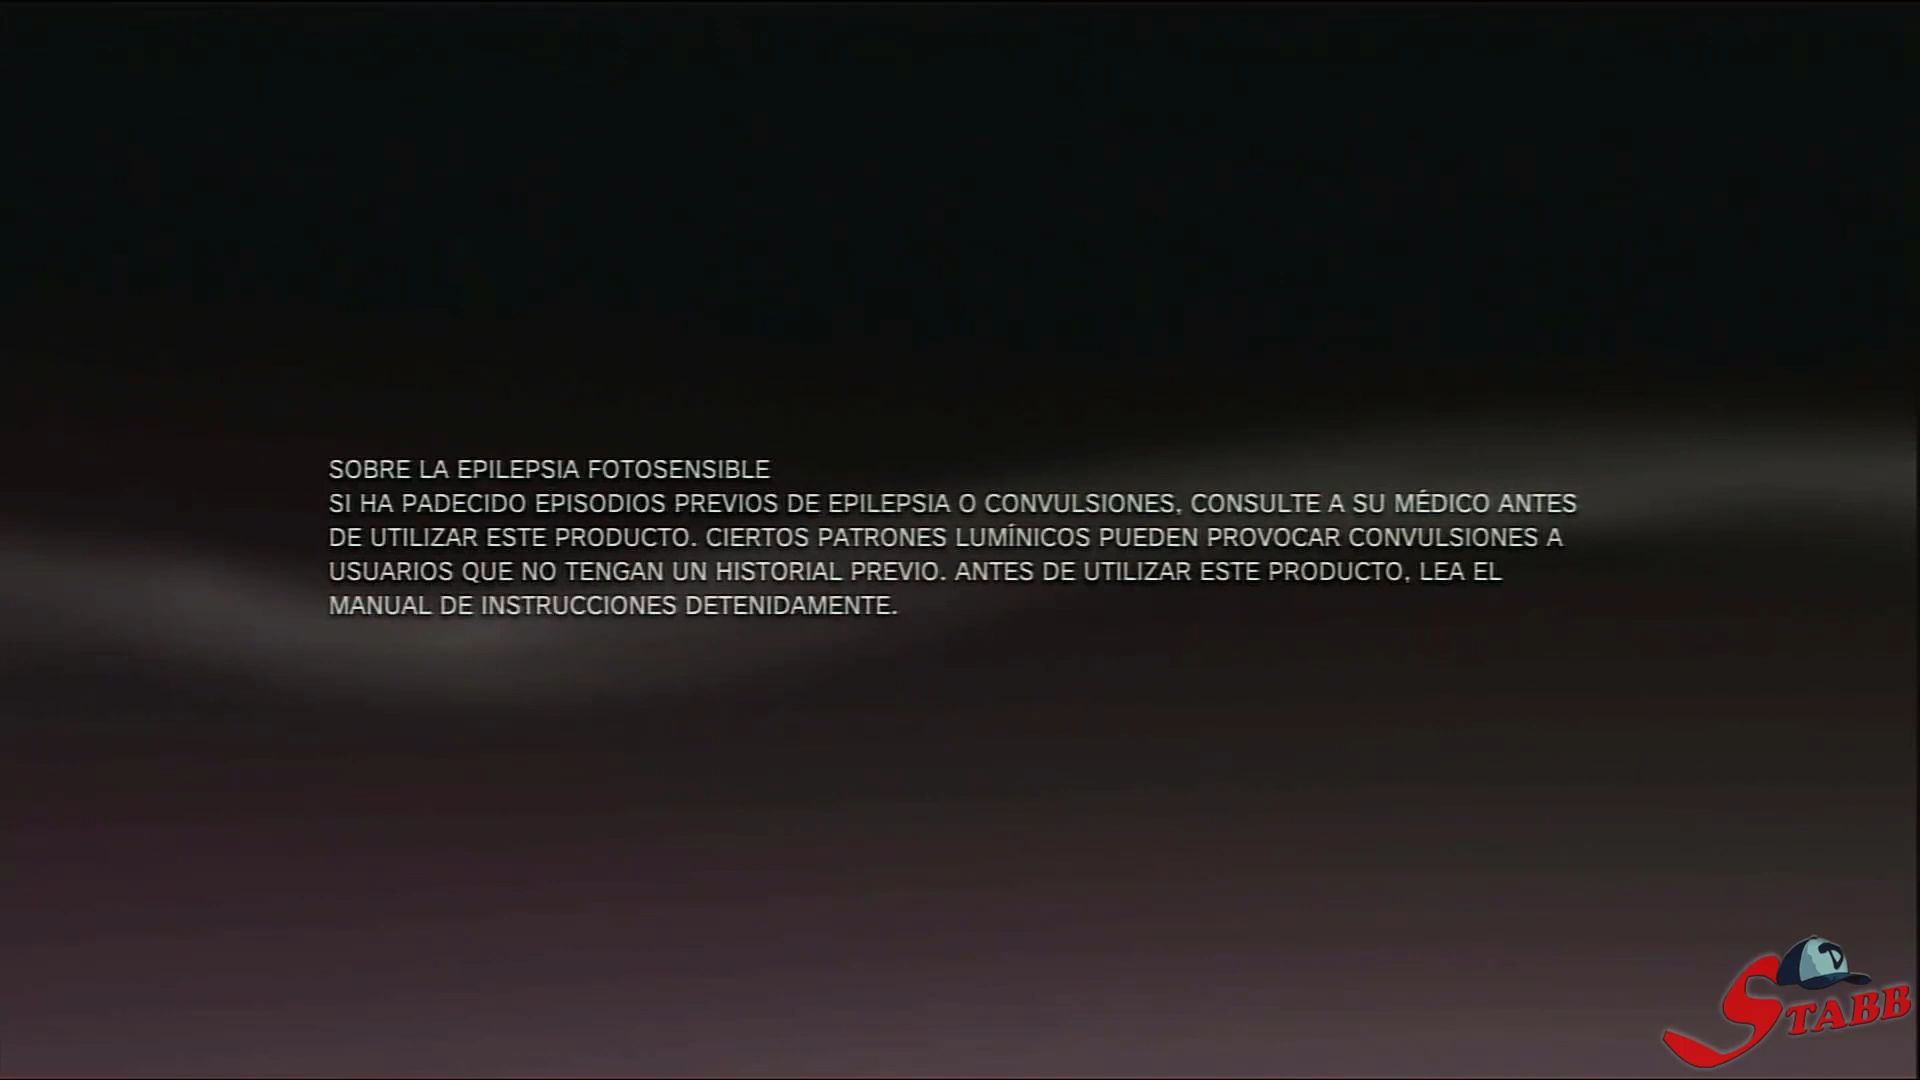 SOBRE LA EPILEPSIA FOTOSENSIBLE
SI HA PADECIDO EPISODIOS PREVIOS DE EPILEPSIA O CONVULSIONES, CONSULTE A SU MÉDICO ANTES
DE UTILIZAR ESTE PRODUCTO. CIERTOS PATRONES LUMÍNICOS PUEDEN PROVOCAR CONVULSIONES A
USUARIOS QUE NO TENGAN UN HISTORIAL PREVIO. ANTES DE UTILIZAR ESTE PRODUCTO, LEA EL
MANUAL DE INSTRUCCIONES DETENIDAMENTE.
D
STABB